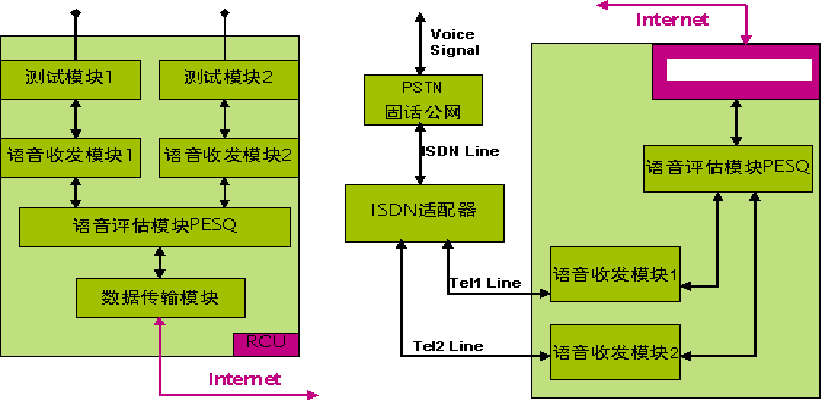 测试模块1
测试模块2
语音收发模块1
语音收发模块2
语音评估模块PESQ
数据传输模块
RCU
Internet
Voice
Signal
PSTN
固话公网
ISDN Line
ISDN适配器
Tel1 Line
Tel2 Line
Internet
语音评估模块PESQ
语音收发模块1
语音收发模块2